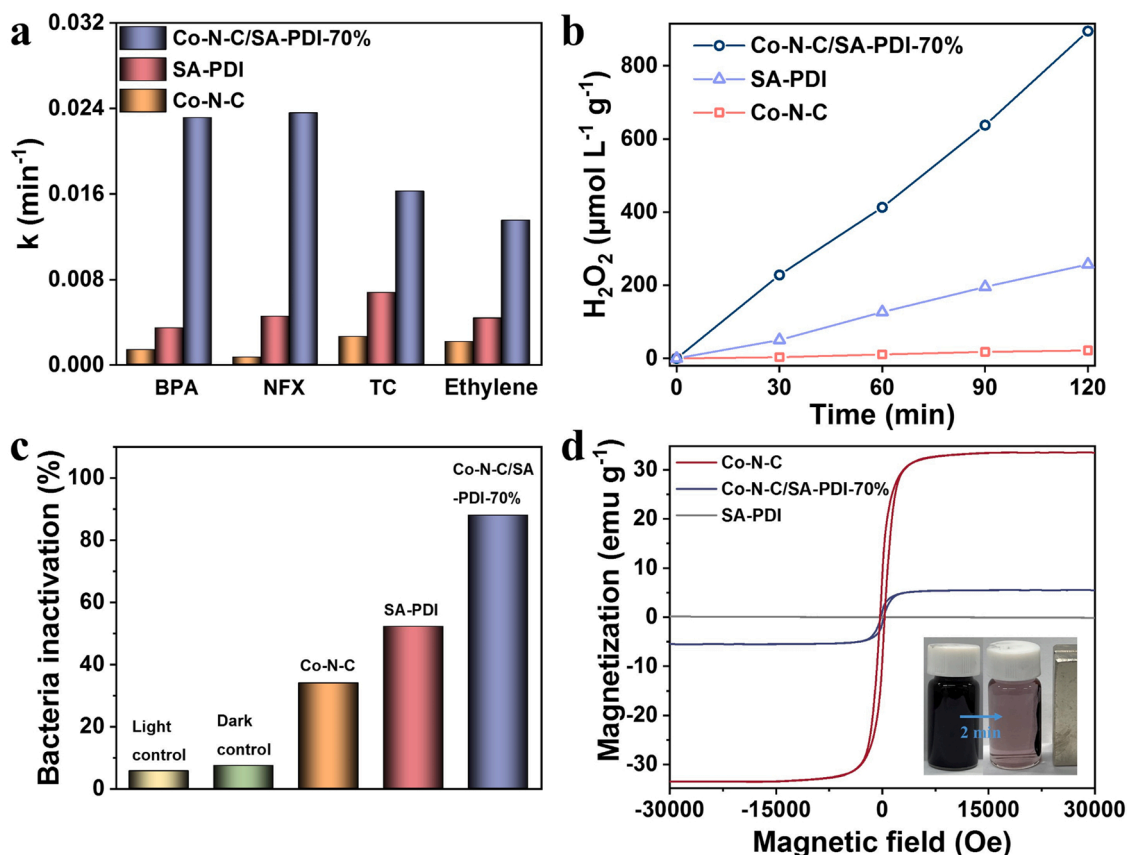 a
0.032
0.024
0.016
0.008
0.000
k (min⁻¹)
Co-N-C/SA-PDI-70%
SA-PDI
Co-N-C
BPA NFX TC Ethylene
b
800
600
400
200
0
H₂O₂ (μmol L⁻¹ g⁻¹)
Co-N-C/SA-PDI-70%
SA-PDI
Co-N-C
0 30 60 90 120
Time (min)
c
100
80
60
40
20
0
Bacteria inactivation (%)
Light
control
Dark
control
Co-N-C
SA-PDI
Co-N-C/SA
-PDI-70%
d
30
20
10
0
-10
-20
-30
Magnetization (emu g⁻¹)
Co-N-C
Co-N-C/SA-PDI-70%
SA-PDI
2 min
-30000 -15000 0 15000 30000
Magnetic field (Oe)